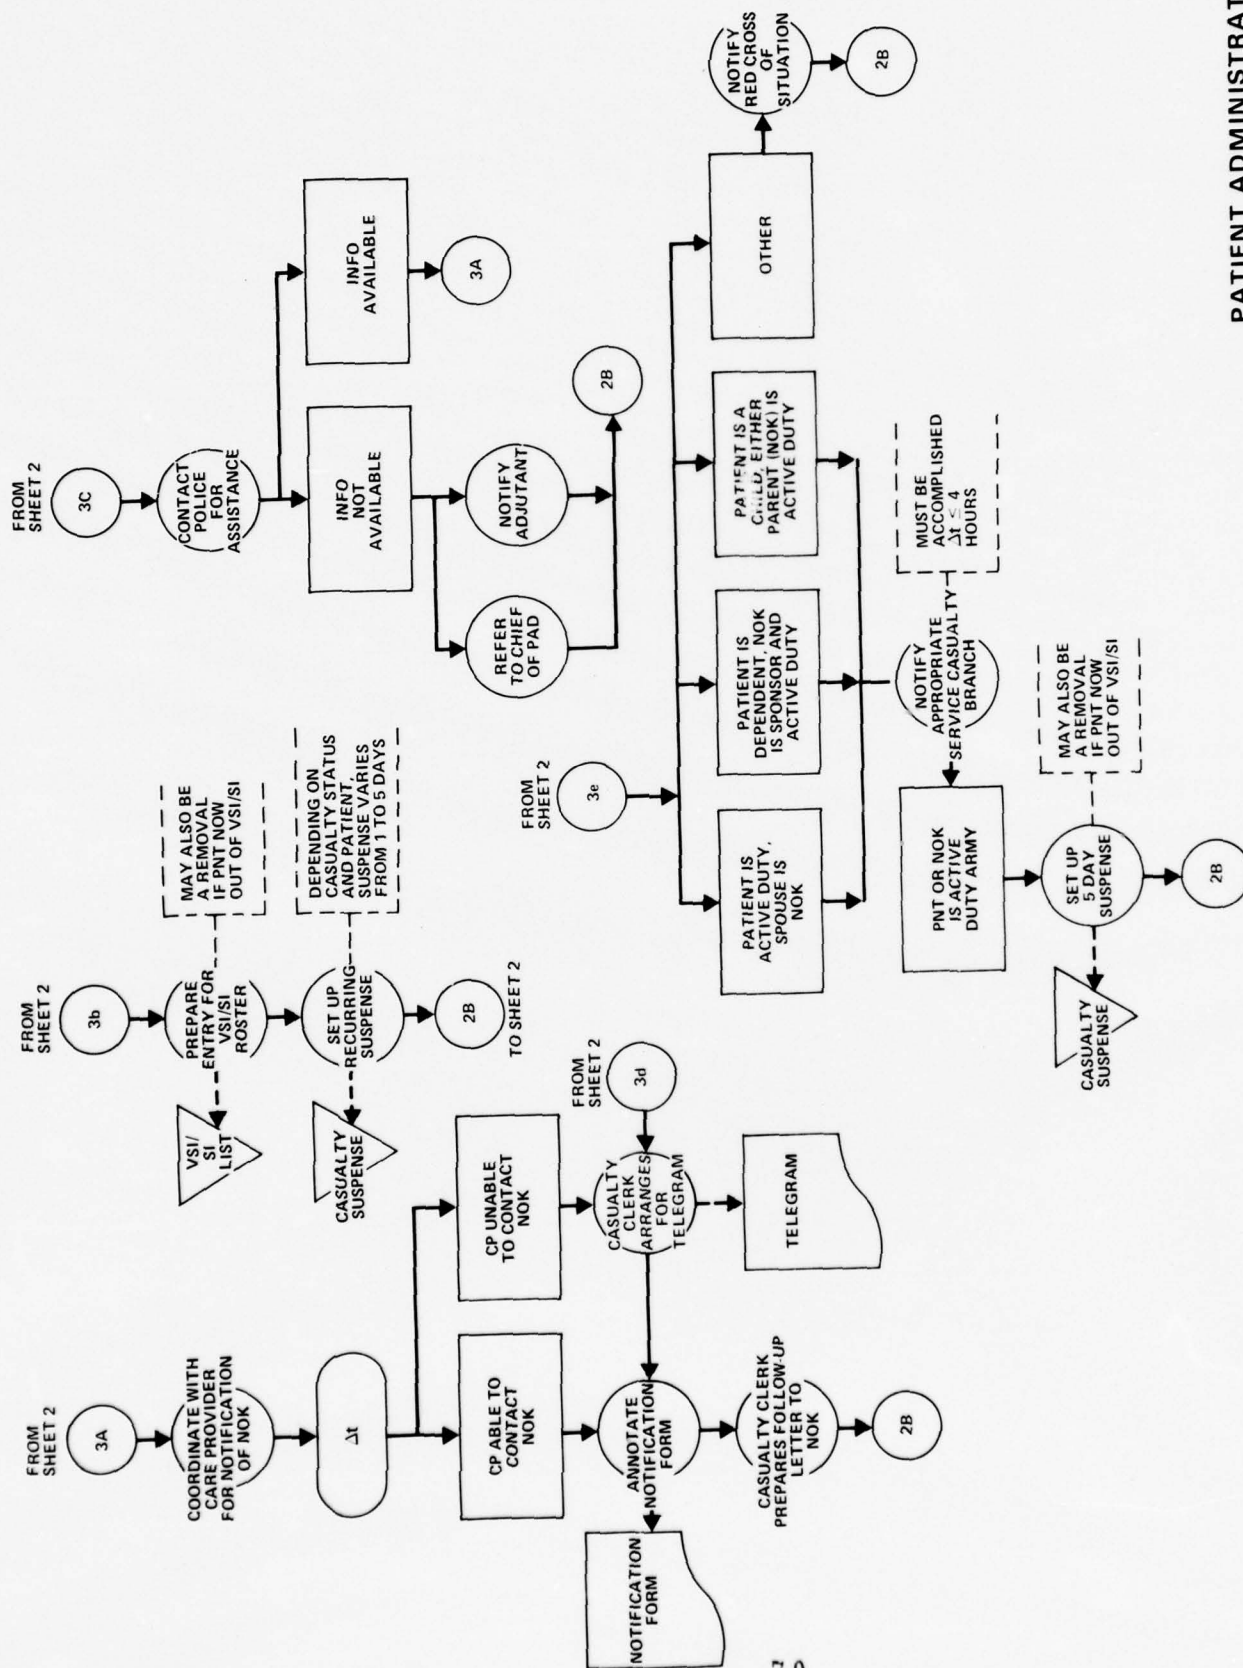 FROM
SHEET 2
3A
COORDINATE WITH
CARE PROVIDER
FOR NOTIFICATION
OF NOK
Δt
CP ABLE TO
CONTACT
NOK
CP UNABLE
TO CONTACT
NOK
FROM
SHEET 2
3d
CASUALTY
CLERK
ARRANGES
FOR
TELEGRAM
TELEGRAM
ANNOTATE
NOTIFICATION
FORM
NOTIFICATION
FORM
CASUALTY CLERK
PREPARES FOLLOW-UP
LETTER TO
NOK
2B
FROM
SHEET 2
3b
PREPARE
ENTRY FOR
VSI/SI
ROSTER
VSI/
SI
LIST
MAY ALSO BE
A REMOVAL
IF PNT NOW
OUT OF VSI/SI
SET UP
RECURRING
SUSPENSE
CASUALTY
SUSPENSE
DEPENDING ON
CASUALTY STATUS
AND PATIENT,
SUSPENSE VARIES
FROM 1 TO 5 DAYS
2B
TO SHEET 2
FROM
SHEET 2
3C
CONTACT
POLICE
FOR
ASSISTANCE
INFO
NOT
AVAILABLE
INFO
AVAILABLE
3A
REFER
TO CHIEF
OF PAD
NOTIFY
ADJUTANT
2B
FROM
SHEET 2
3e
PATIENT IS
ACTIVE DUTY,
SPOUSE IS
NOK
PATIENT IS
DEPENDENT, NOK
IS SPONSOR AND
ACTIVE DUTY
PATIENT IS A
CHILD, EITHER
PARENT (NOK) IS
ACTIVE DUTY
OTHER
NOTIFY
RED CROSS
OF
SITUATION
2B
NOTIFY
APPROPRIATE
SERVICE CASUALTY
BRANCH
MUST BE
ACCOMPLISHED
Δt ≤ 4
HOURS
PNT OR NOK
IS ACTIVE
DUTY ARMY
SET UP
5 DAY
SUSPENSE
CASUALTY
SUSPENSE
MAY ALSO BE
A REMOVAL
IF PNT NOW
OUT OF VSI/SI
2B
PATIENT ADMINISTRAT